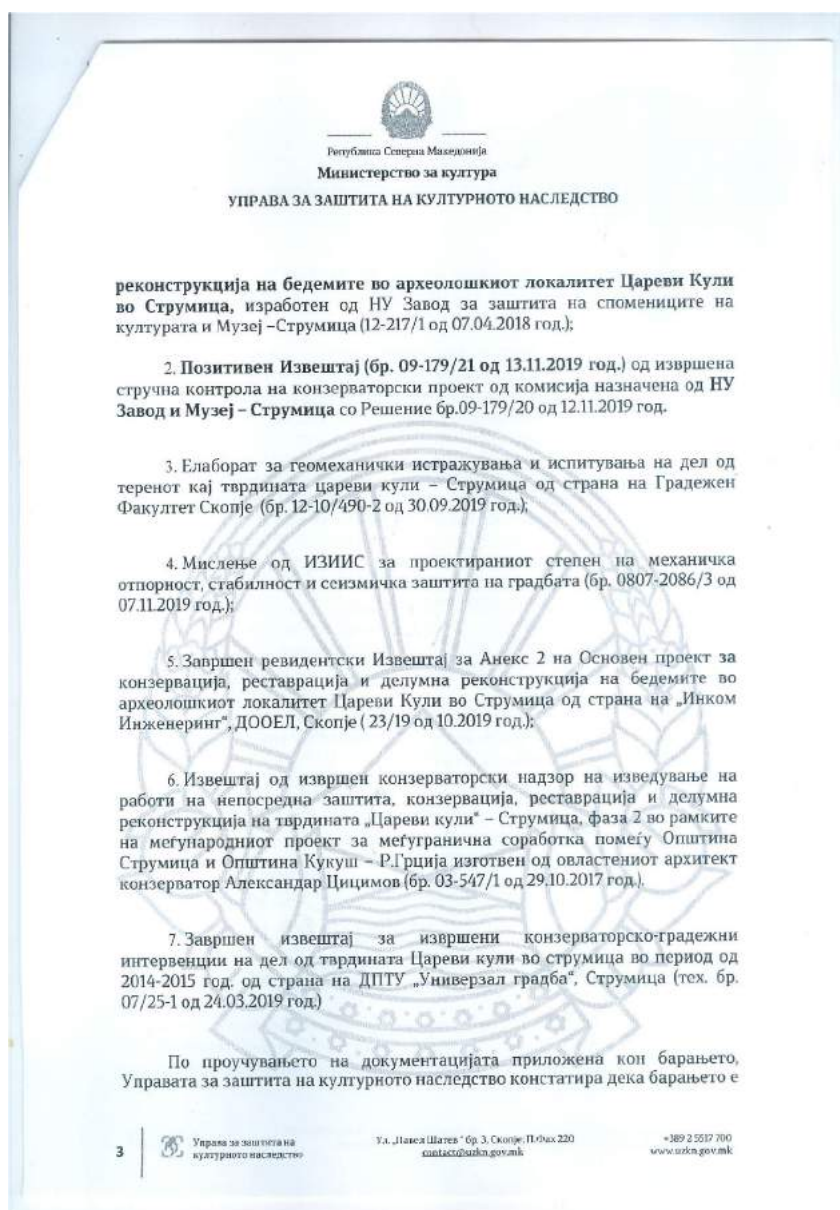 Република Северна Македонија
Министерство за култура
УПРАВА ЗА ЗАШТИТА НА КУЛТУРНОТО НАСЛЕДСТВО
реконструкција на бедемите во археолошкиот локалитет Цареви Кули
во Струмица, изработен од НУ Завод за заштита на спомениците на
културата и Музеј –Струмица (12-217/1 од 07.04.2018 год.);
2. Позитивен Извештај (бр. 09-179/21 од 13.11.2019 год.) од извршена
стручна контрола на конзерваторски проект од комисија назначена од НУ
Завод и Музеј – Струмица со Решение бр.09-179/20 од 12.11.2019 год.
3. Елаборат за геомеханички истражувања и испитувања на дел од
теренот кај тврдината цареви кули – Струмица од страна на Градежен
Факултет Скопје (бр. 12-10/490-2 од 30.09.2019 год.);
4. Мислење од ИЗИИС за проектираниот степен на механичка
отпорност, стабилност и сеизмичка заштита на градбата (бр. 0807-2086/3 од
07.11.2019 год.);
5. Завршен ревидентски Извештај за Анекс 2 на Основен проект за
конзервација, реставрација и делумна реконструкција на бедемите во
археолошкиот локалитет Цареви Кули во Струмица од страна на „Инком
Инженеринг“, ДООЕЛ, Скопје ( 23/19 од 10.2019 год.);
6. Извештај од извршен конзерваторски надзор на изведување на
работи на непосредна заштита, конзервација, реставрација и делумна
реконструкција на тврдината „Цареви кули“ – Струмица, фаза 2 во рамките
на меѓународниот проект за меѓугранична соработка помеѓу Општина
Струмица и Општина Кукуш – Р.Грција изготвен од овластениот архитект
конзерватор Александар Цицимов (бр. 03-547/1 од 29.10.2017 год.).
7. Завршен извештај за извршени конзерваторско-градежни
интервенции на дел од тврдината Цареви кули во струмица во период од
2014-2015 год. од страна на ДПТУ „Универзал градба“, Струмица (тех. бр.
07/25-1 од 24.03.2019 год.)
По проучувањето на документацијата приложена кон барањето,
Управата за заштита на културното наследство констатира дека барањето е
3
Управа за заштита на
културното наследство
Ул. „Павел Шатев“ бр. 3, Скопје, П.Фах 220
contact@uzkn.gov.mk
+389 2 5517 700
www.uzkn.gov.mk